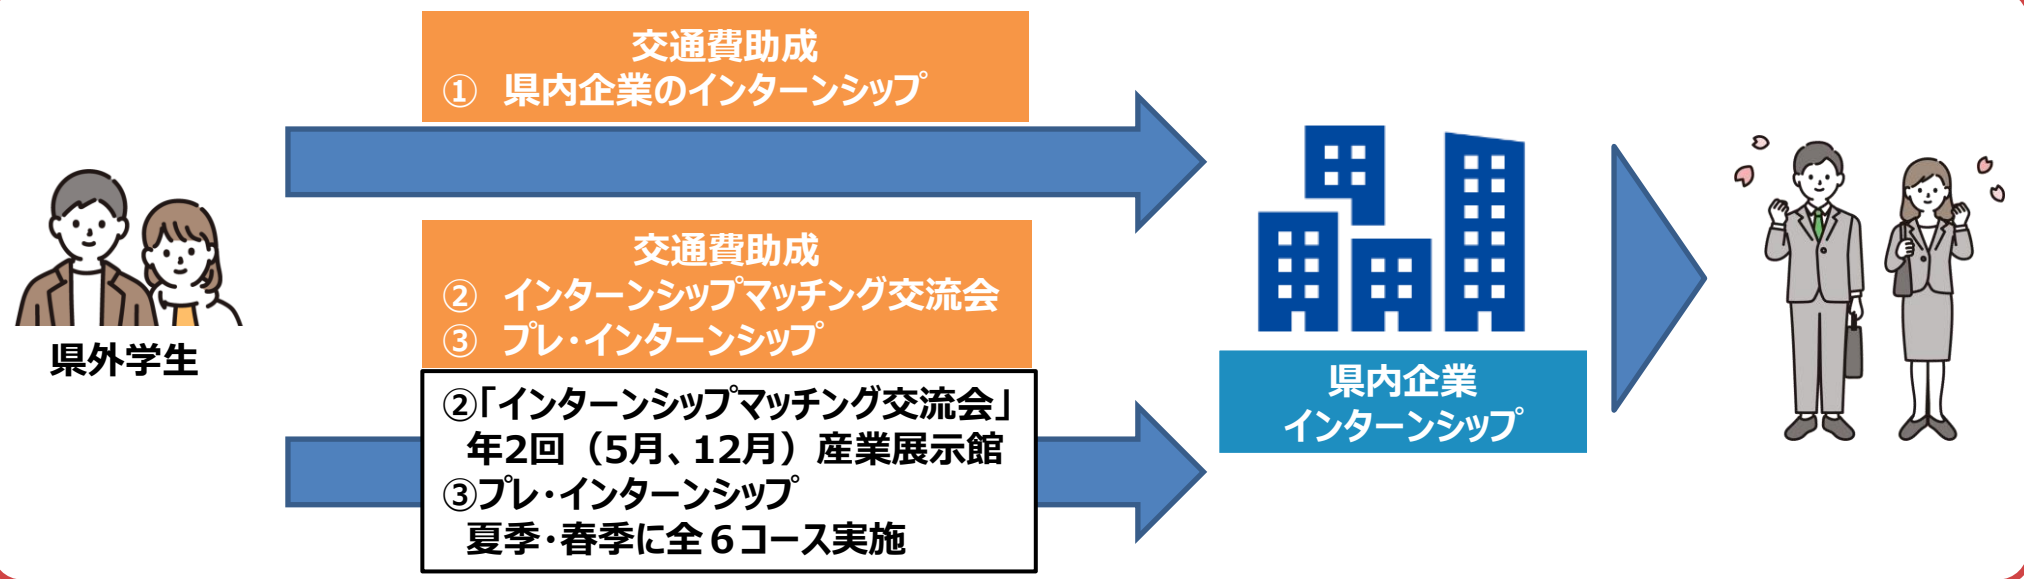 交通費助成
① 県内企業のインターンシップ
県外学生
交通費助成
② インターンシップマッチング交流会
③ プレ・インターンシップ
②「インターンシップマッチング交流会」
年2回（5月、12月）産業展示館
③プレ・インターンシップ
夏季・春季に全６コース実施
県内企業
インターンシップ